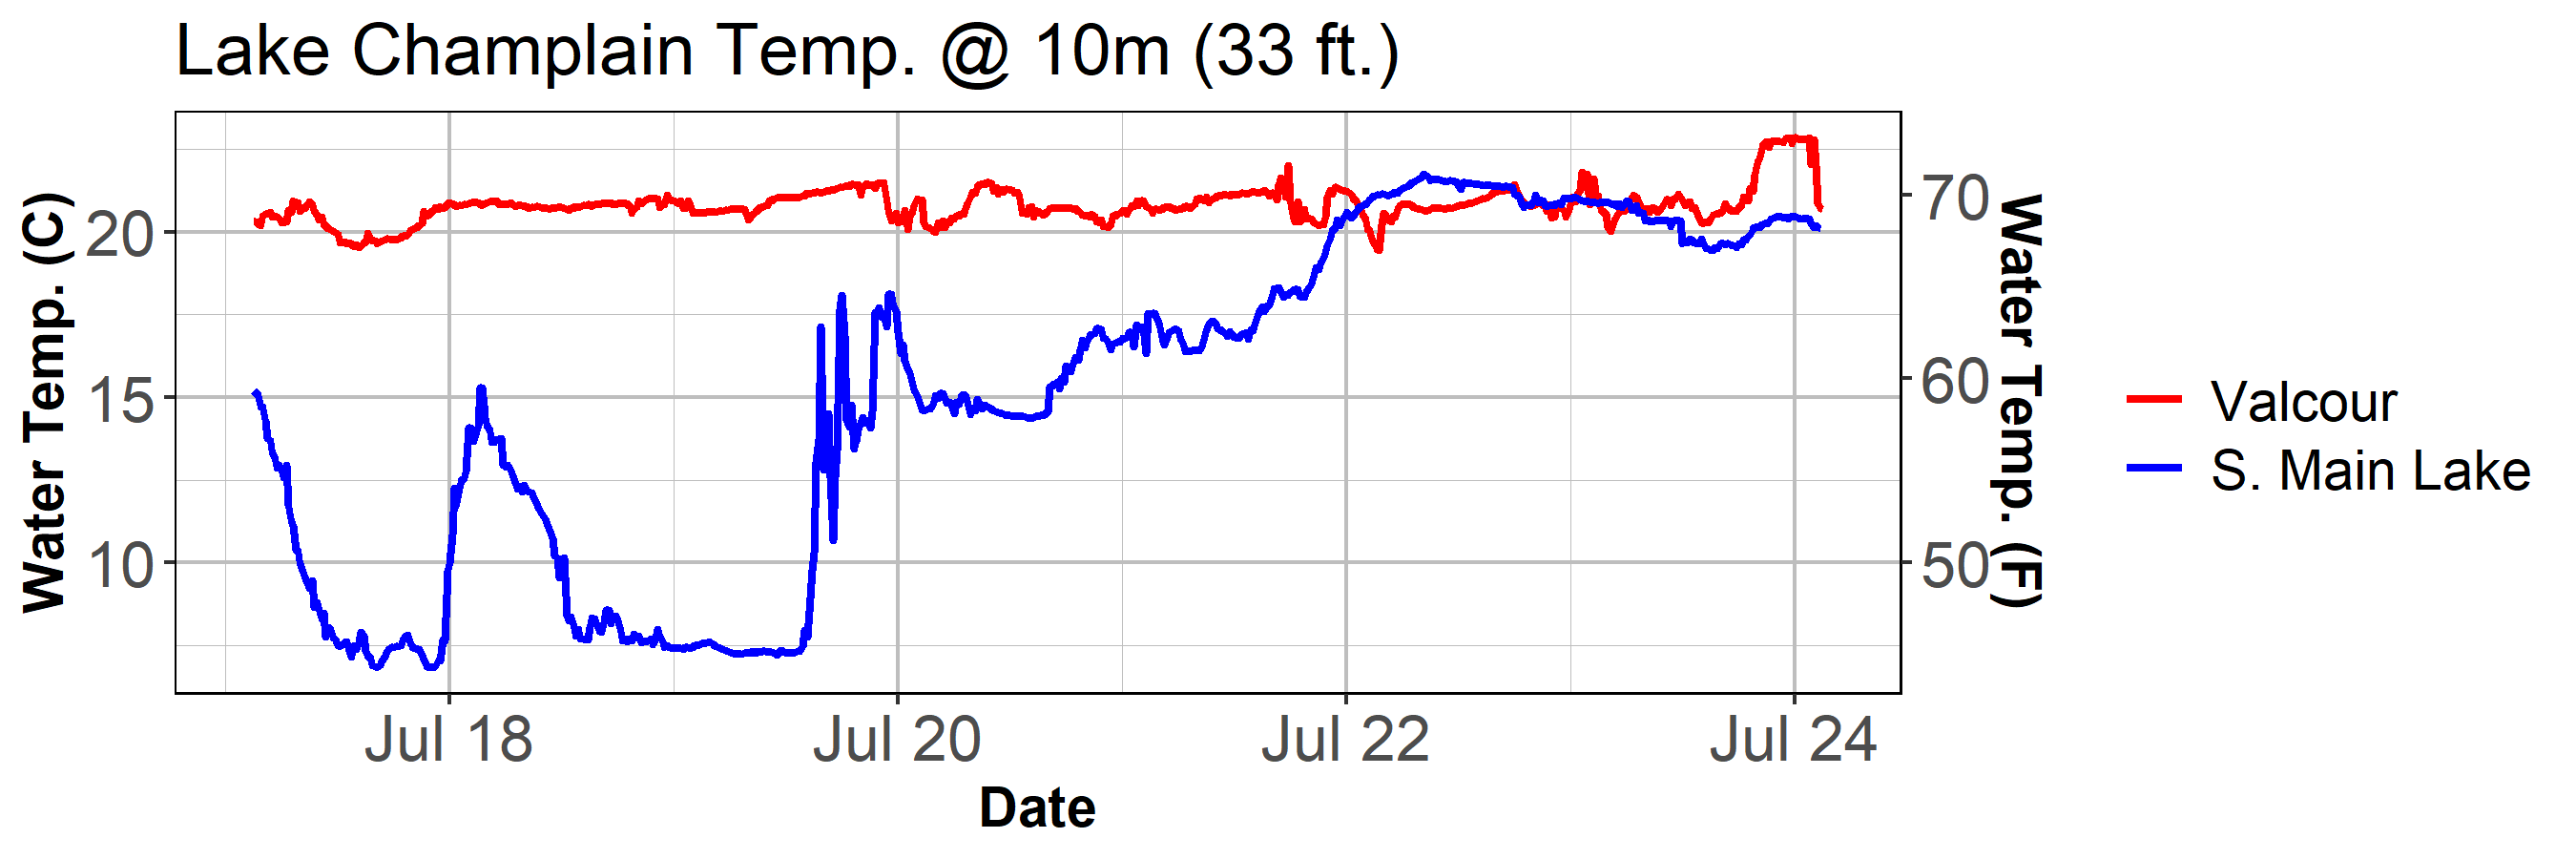 Lake Champlain Temp. @ 10m (33 ft.)
Water Temp. (C)
20
15
10
70
60
50
Water Temp. (F)
Jul 18
Jul 20
Jul 22
Jul 24
Date
Valcour
S. Main Lake